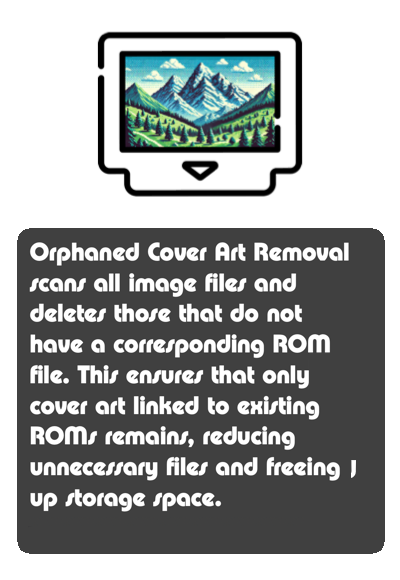 Orphaned Cover Art Removal
scans all image files and
deletes those that do not
have a corresponding ROM
file. This ensures that only
cover art linked to existing
ROMs remains, reducing
unnecessary files and freeing J
up storage space.